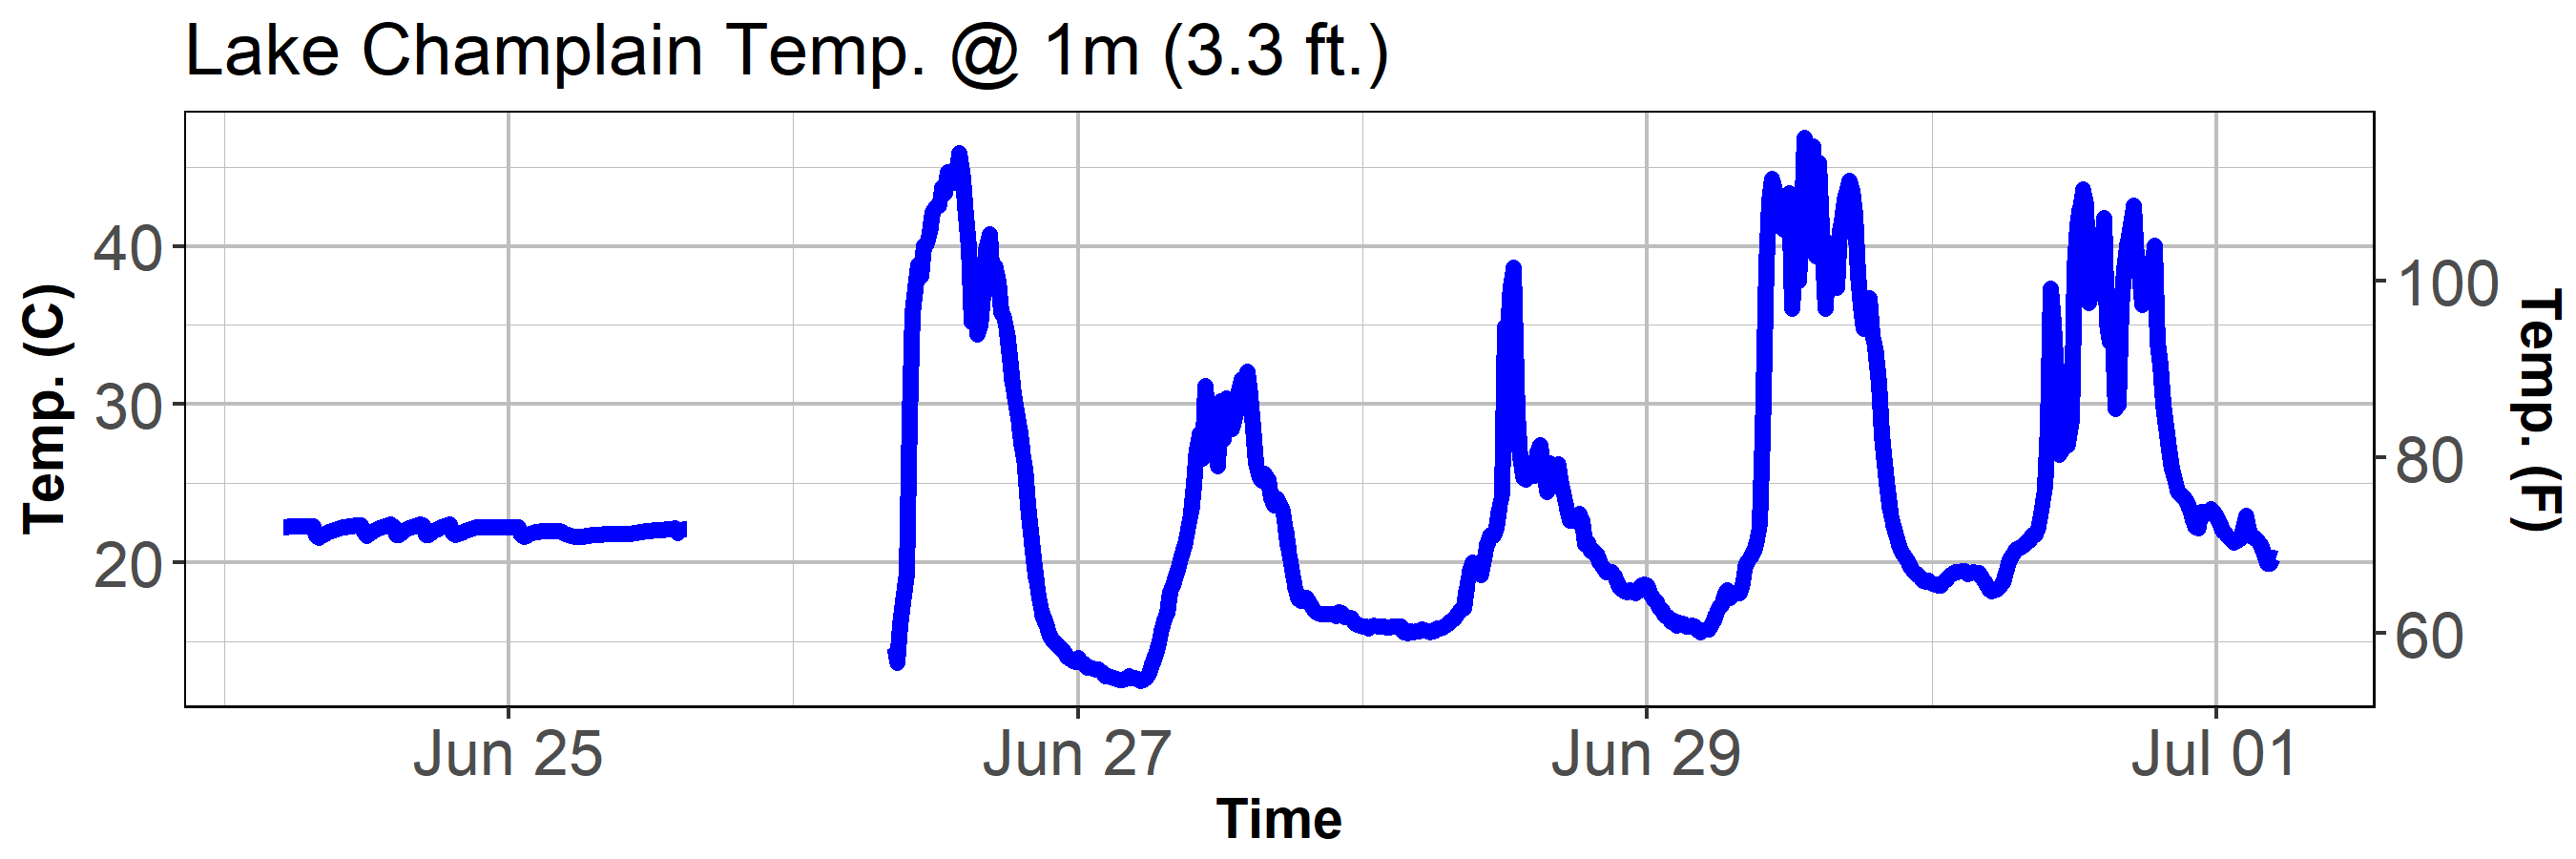 Lake Champlain Temp. @ 1m (3.3 ft.)
Temp. (C)
40
30
20
100
80
60
Temp. (F)
Jun 25 Jun 27 Jun 29 Jul 01
Time